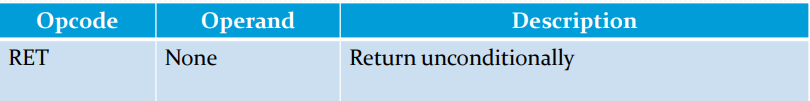 Opcode Operand Description
RET None Return unconditionally